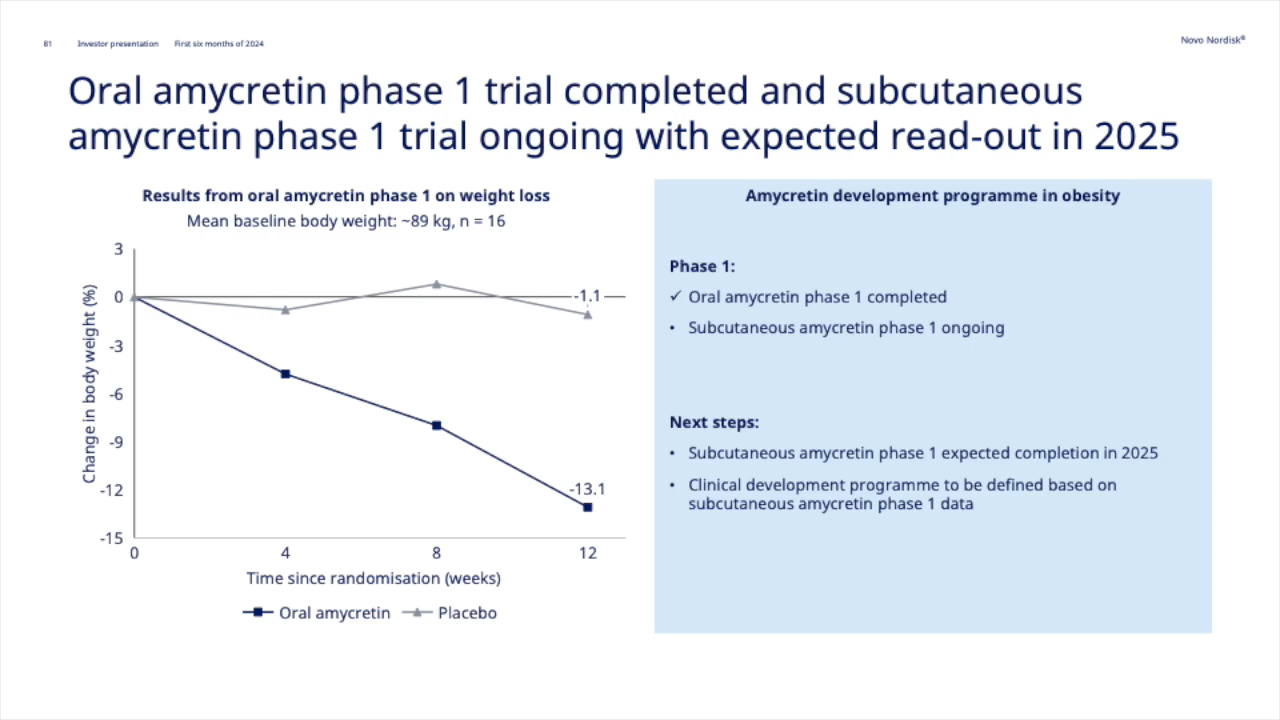 81 Investor presentation First six months of 2024
Novo Nordisk®
Oral amycretin phase 1 trial completed and subcutaneous
amycretin phase 1 trial ongoing with expected read-out in 2025
Results from oral amycretin phase 1 on weight loss
Mean baseline body weight: ~89 kg, n = 16
Change in body weight (%)
3
0
-3
-6
-9
-12
-15
-1.1
-13.1
0 4 8 12
Time since randomisation (weeks)
Oral amycretin Placebo
Amycretin development programme in obesity
Phase 1:
✓ Oral amycretin phase 1 completed
• Subcutaneous amycretin phase 1 ongoing
Next steps:
• Subcutaneous amycretin phase 1 expected completion in 2025
• Clinical development programme to be defined based on
subcutaneous amycretin phase 1 data